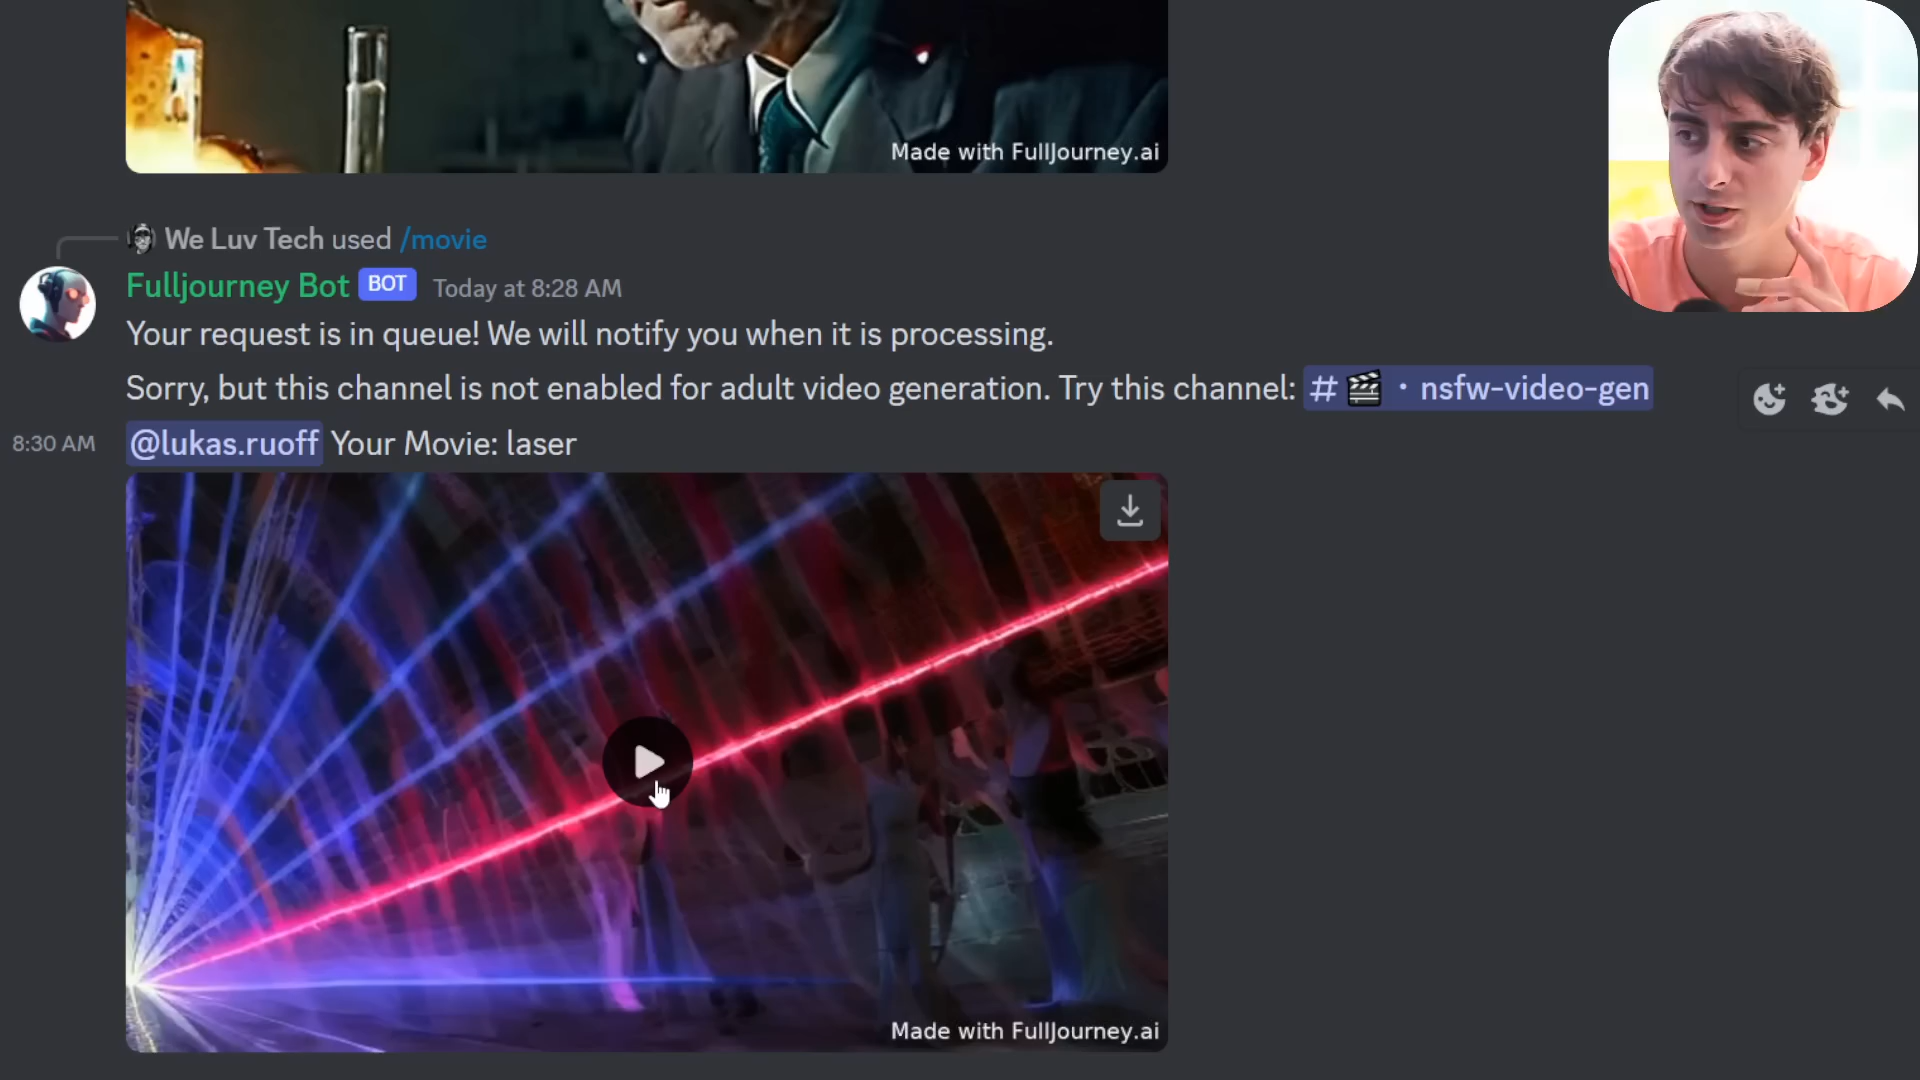 Made with FullJourney.ai
We Luv Tech used /movie
Fulljourney Bot BOT Today at 8:28 AM
Your request is in queue! We will notify you when it is processing.
Sorry, but this channel is not enabled for adult video generation. Try this channel: # 🎬 · nsfw-video-gen
8:30 AM @lukas.ruoff Your Movie: laser
Made with FullJourney.ai